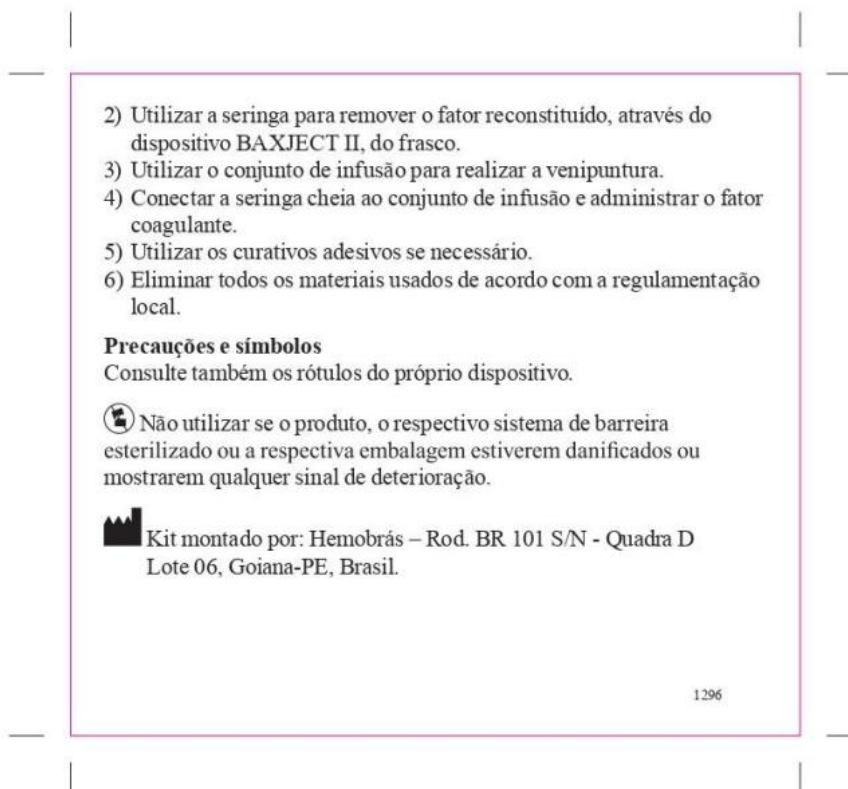 2) Utilizar a seringa para remover o fator reconstituído, através do
dispositivo BAXJECT II, do frasco.
3) Utilizar o conjunto de infusão para realizar a venipuntura.
4) Conectar a seringa cheia ao conjunto de infusão e administrar o fator
coagulante.
5) Utilizar os curativos adesivos se necessário.
6) Eliminar todos os materiais usados de acordo com a regulamentação
local.
Precauções e símbolos
Consulte também os rótulos do próprio dispositivo.
Não utilizar se o produto, o respectivo sistema de barreira
esterilizado ou a respectiva embalagem estiverem danificados ou
mostrarem qualquer sinal de deterioração.
Kit montado por: Hemobrás – Rod. BR 101 S/N - Quadra D
Lote 06, Goiana-PE, Brasil.
1296